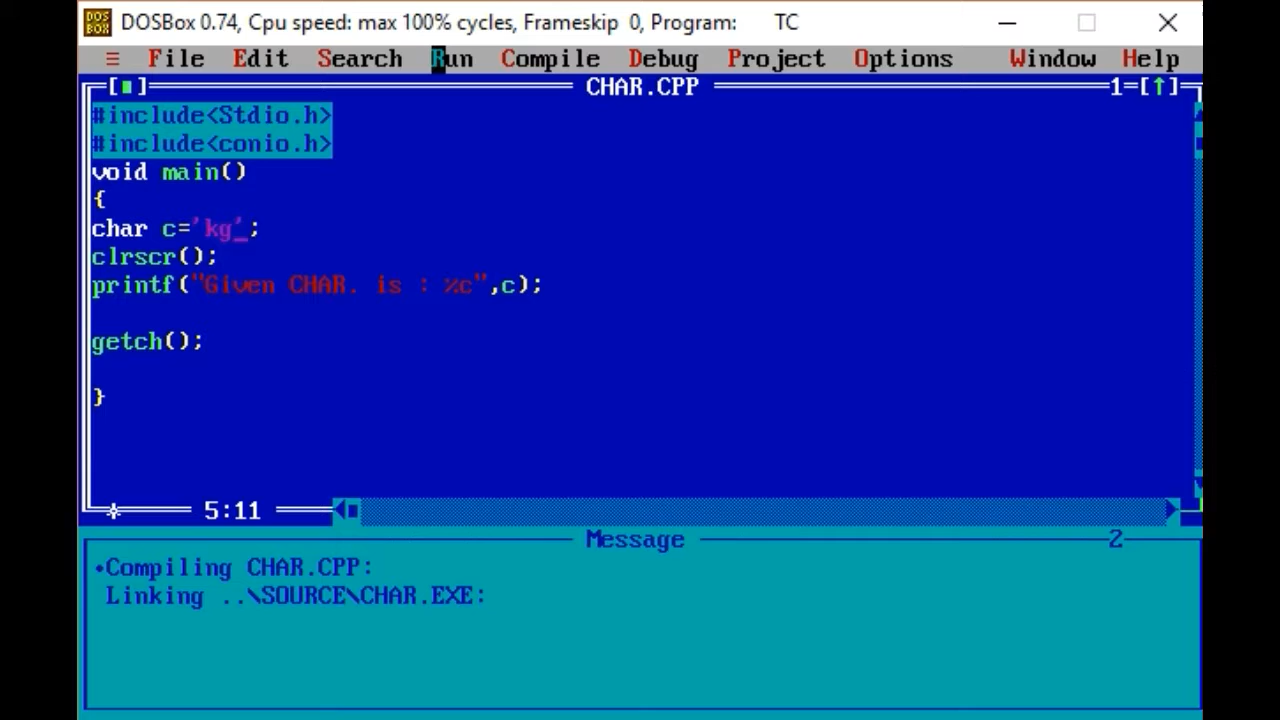 DOSBox 0.74, Cpu speed: max 100% cycles, Frameskip 0, Program: TC
≡ File Edit Search Run Compile Debug Project Options Window Help
[■] CHAR.CPP 1=[↑]
#include<Stdio.h>
#include<conio.h>
void main()
{
char c='kg';
clrscr();
printf("Given CHAR. is : %c",c);
getch();
}
5:11
Message 2
•Compiling CHAR.CPP:
Linking ..\SOURCE\CHAR.EXE: